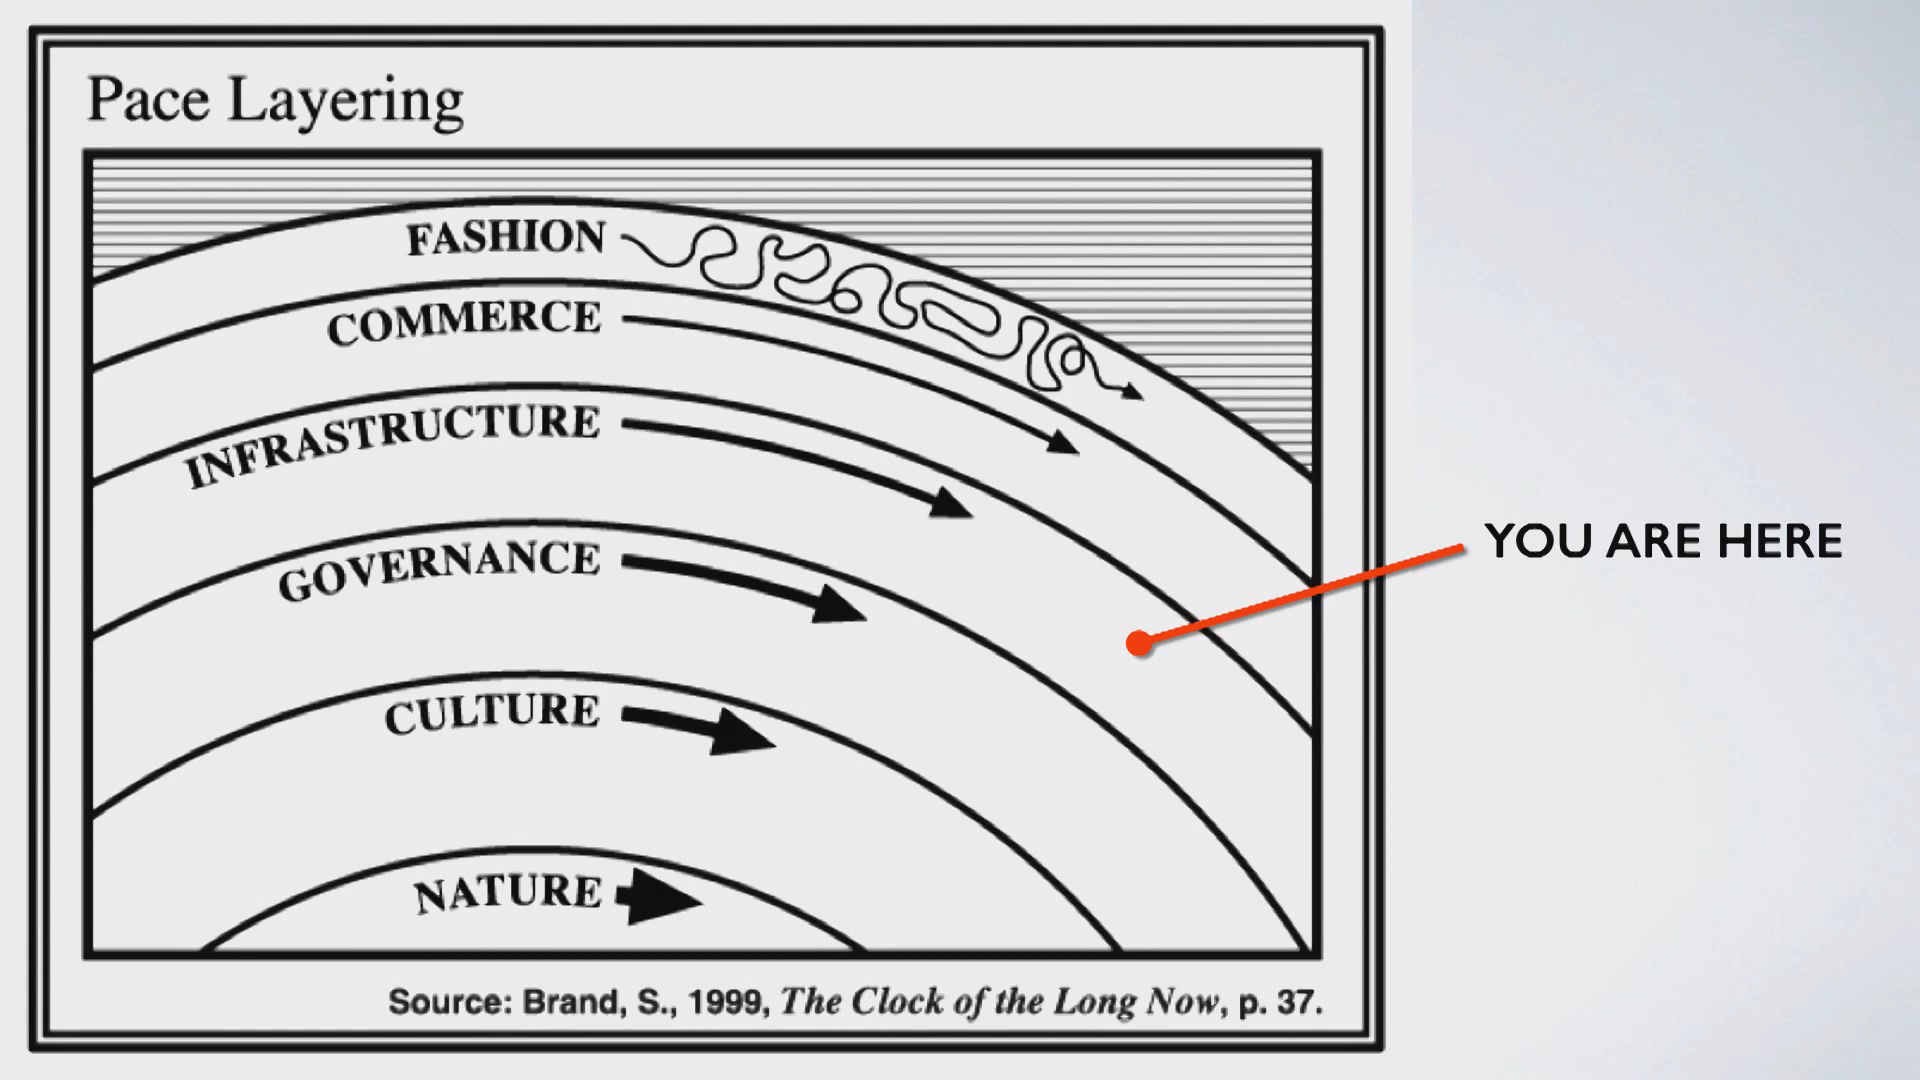 Pace Layering
FASHION
COMMERCE
INFRASTRUCTURE
GOVERNANCE
CULTURE
NATURE
YOU ARE HERE
Source: Brand, S., 1999, The Clock of the Long Now, p. 37.